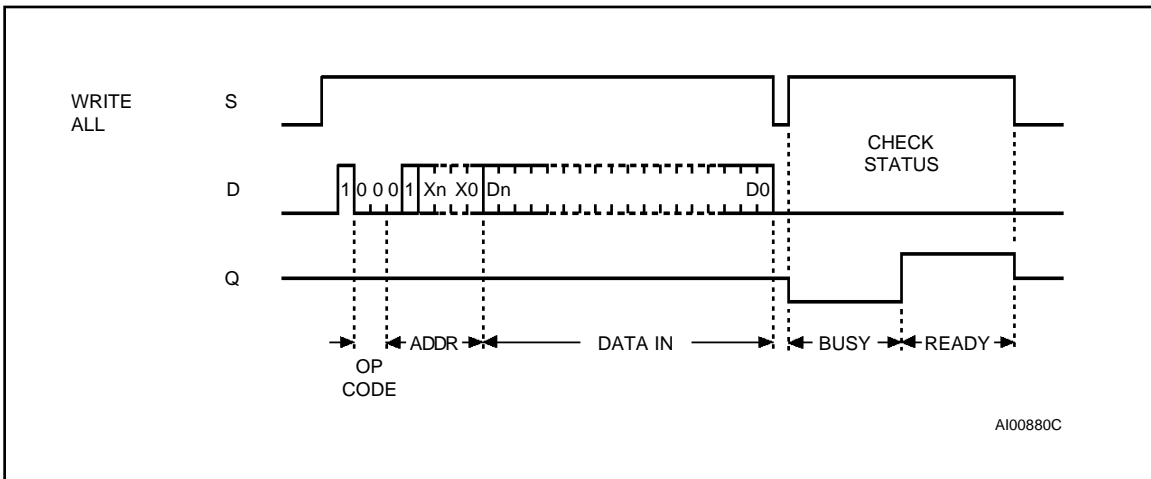 WRITE
ALL
S
CHECK
STATUS
D
1 0 0 0 1 Xn X0 Dn D0
Q
ADDR DATA IN BUSY READY
OP
CODE
AI00880C